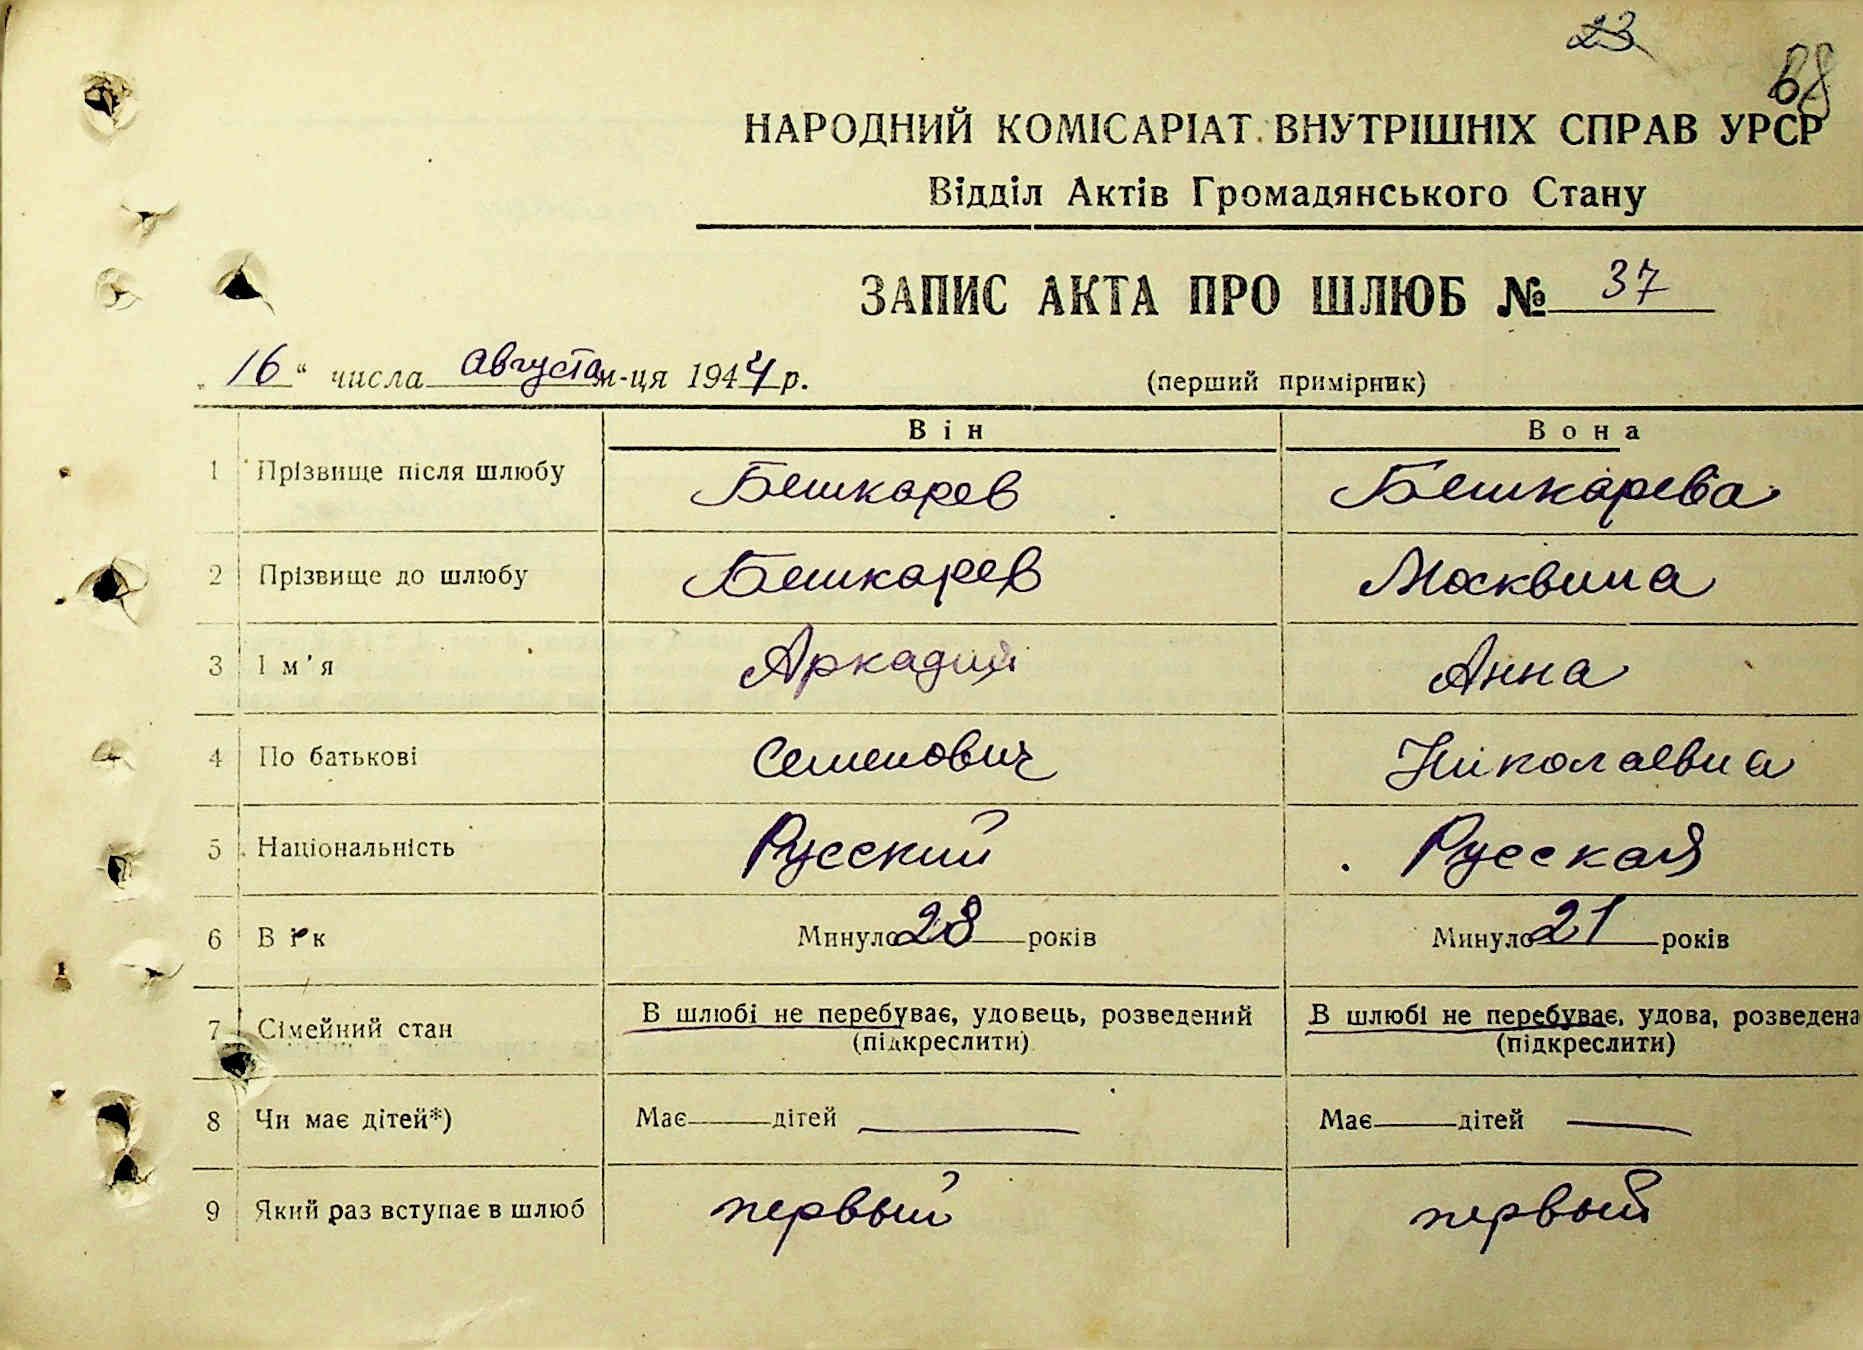 23
68
НАРОДНИЙ КОМІСАРІАТ ВНУТРІШНІХ СПРАВ УРСР
Відділ Актів Громадянського Стану
ЗАПИС АКТА ПРО ШЛЮБ № 37
„ 16 “ числа августа м-ця 1944 р. (перший примірник)
Він Вона
1 Прізвище після шлюбу Бешкарев Бешкарева
2 Прізвище до шлюбу Бешкарев Москвина
3 Ім'я Аркадий Анна
4 По батькові Семенович Николаевна
5 Національність Русский Русская
6 Вік Минуло 28 років Минуло 21 років
7 Сімейний стан В шлюбі не перебуває, удовець, розведений В шлюбі не перебуває, удова, розведена
(підкреслити) (підкреслити)
8 Чи має дітей*) Має — дітей — Має — дітей —
9 Який раз вступає в шлюб первый первый